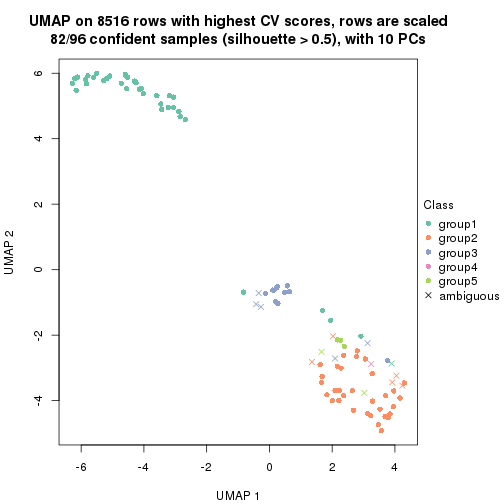 UMAP on 8516 rows with highest CV scores, rows are scaled
82/96 confident samples (silhouette > 0.5), with 10 PCs
6
4
2
0
-2
-4
UMAP 2
-6
-4
-2
0
2
4
UMAP 1
Class
group1
group2
group3
group4
group5
ambiguous